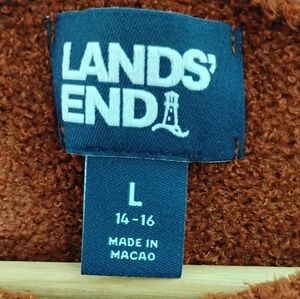 LANDS'
END
L
14-16
MADE IN
MACAO